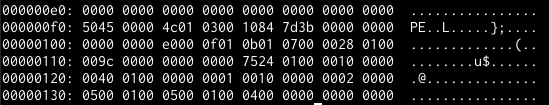 000000e0: 0000 0000 0000 0000 0000 0000 0000 0000  ................
000000f0: 5045 0000 4c01 0300 1084 7d3b 0000 0000  PE..L.....};....
00000100: 0000 0000 e000 0f01 0b01 0700 0028 0100  .............(..
00000110: 009c 0000 0000 0000 7524 0100 0010 0000  ........u$......
00000120: 0040 0100 0000 0001 0010 0000 0002 0000  .@..............
00000130: 0500 0100 0500 0100 0400 0000 0000 0000  ................